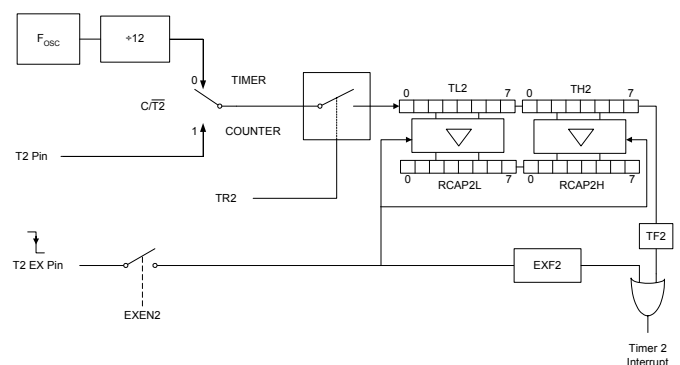 F_OSC
÷12
0 TIMER
C/T2
1 COUNTER
T2 Pin
TR2
0 TL2 7
0 TH2 7
0 RCAP2L 7
0 RCAP2H 7
TF2
T2 EX Pin
EXEN2
EXF2
Timer 2
Interrupt